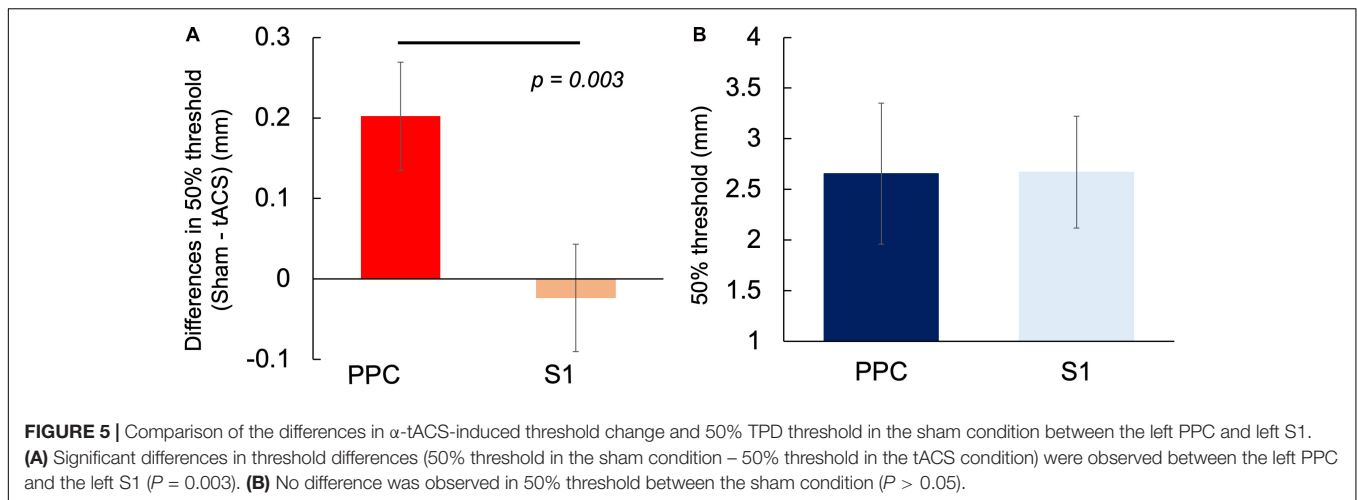 A
Differences in 50% threshold
(Sham - tACS) (mm)
0.3
0.2
0.1
0
-0.1
p = 0.003
PPC
S1
B
50% threshold (mm)
4
3.5
3
2.5
2
1.5
1
PPC
S1
FIGURE 5 | Comparison of the differences in α-tACS-induced threshold change and 50% TPD threshold in the sham condition between the left PPC and left S1.
(A) Significant differences in threshold differences (50% threshold in the sham condition – 50% threshold in the tACS condition) were observed between the left PPC
and the left S1 (P = 0.003). (B) No difference was observed in 50% threshold between the sham condition (P > 0.05).